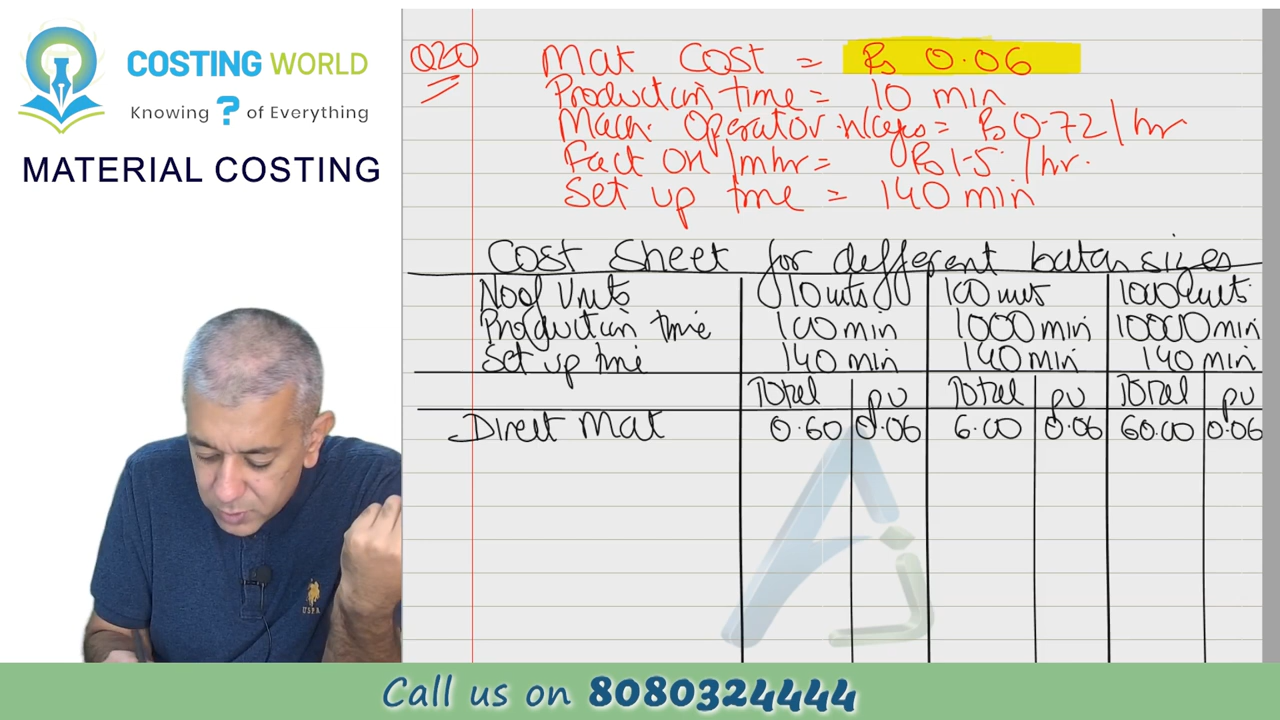 COSTING WORLD
Knowing ? of Everything
MATERIAL COSTING
Q20 Mat Cost = Rs 0.06
Production time = 10 min
Mach. Operator Wages = Rs 0.72/hr
Fact OH/mhr = Rs 1.5/hr.
Set up time = 140 min
Cost Sheet for different batch sizes
No of Units 10 units 100 units 1000 units
Production time 100 min 1000 min 10000 min
Set up time 140 min 140 min 140 min
Total pu Total pu Total pu
Direct Mat 0.60 0.06 6.00 0.06 60.00 0.06
USPA
Call us on 8080324444